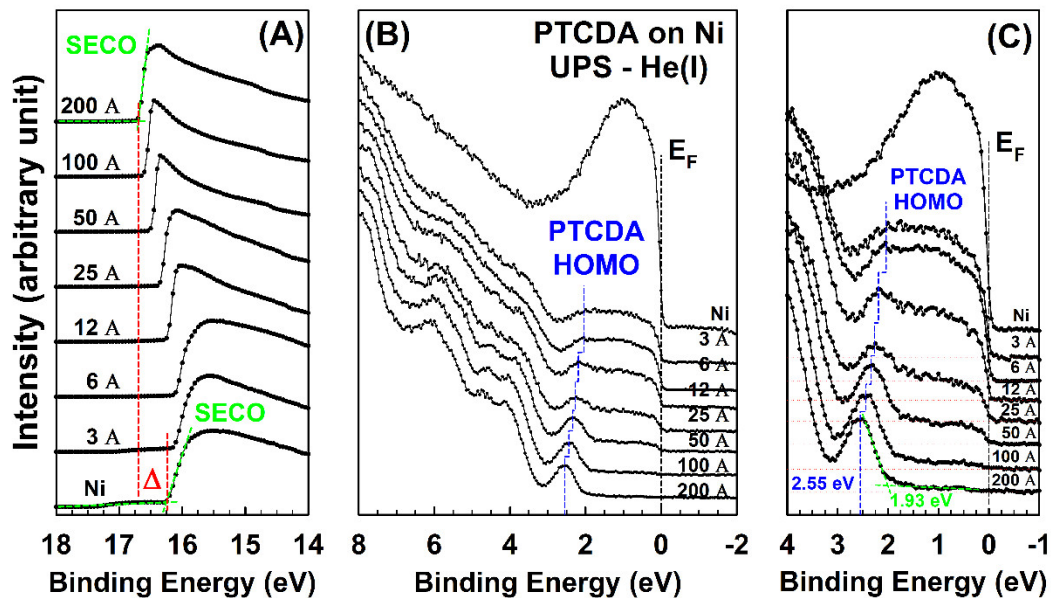 Intensity (arbitrary unit)
(A)
SECO
200 A
100 A
50 A
25 A
12 A
6 A
3 A
SECO
Ni
Δ
18 17 16 15 14
Binding Energy (eV)
(B)
PTCDA on Ni
UPS - He(I)
E_F
PTCDA
HOMO
Ni
3 A
6 A
12 A
25 A
50 A
100 A
200 A
8 6 4 2 0 -2
Binding Energy (eV)
(C)
E_F
PTCDA
HOMO
Ni
3 A
6 A
12 A
25 A
50 A
100 A
200 A
2.55 eV
1.93 eV
4 3 2 1 0 -1
Binding Energy (eV)